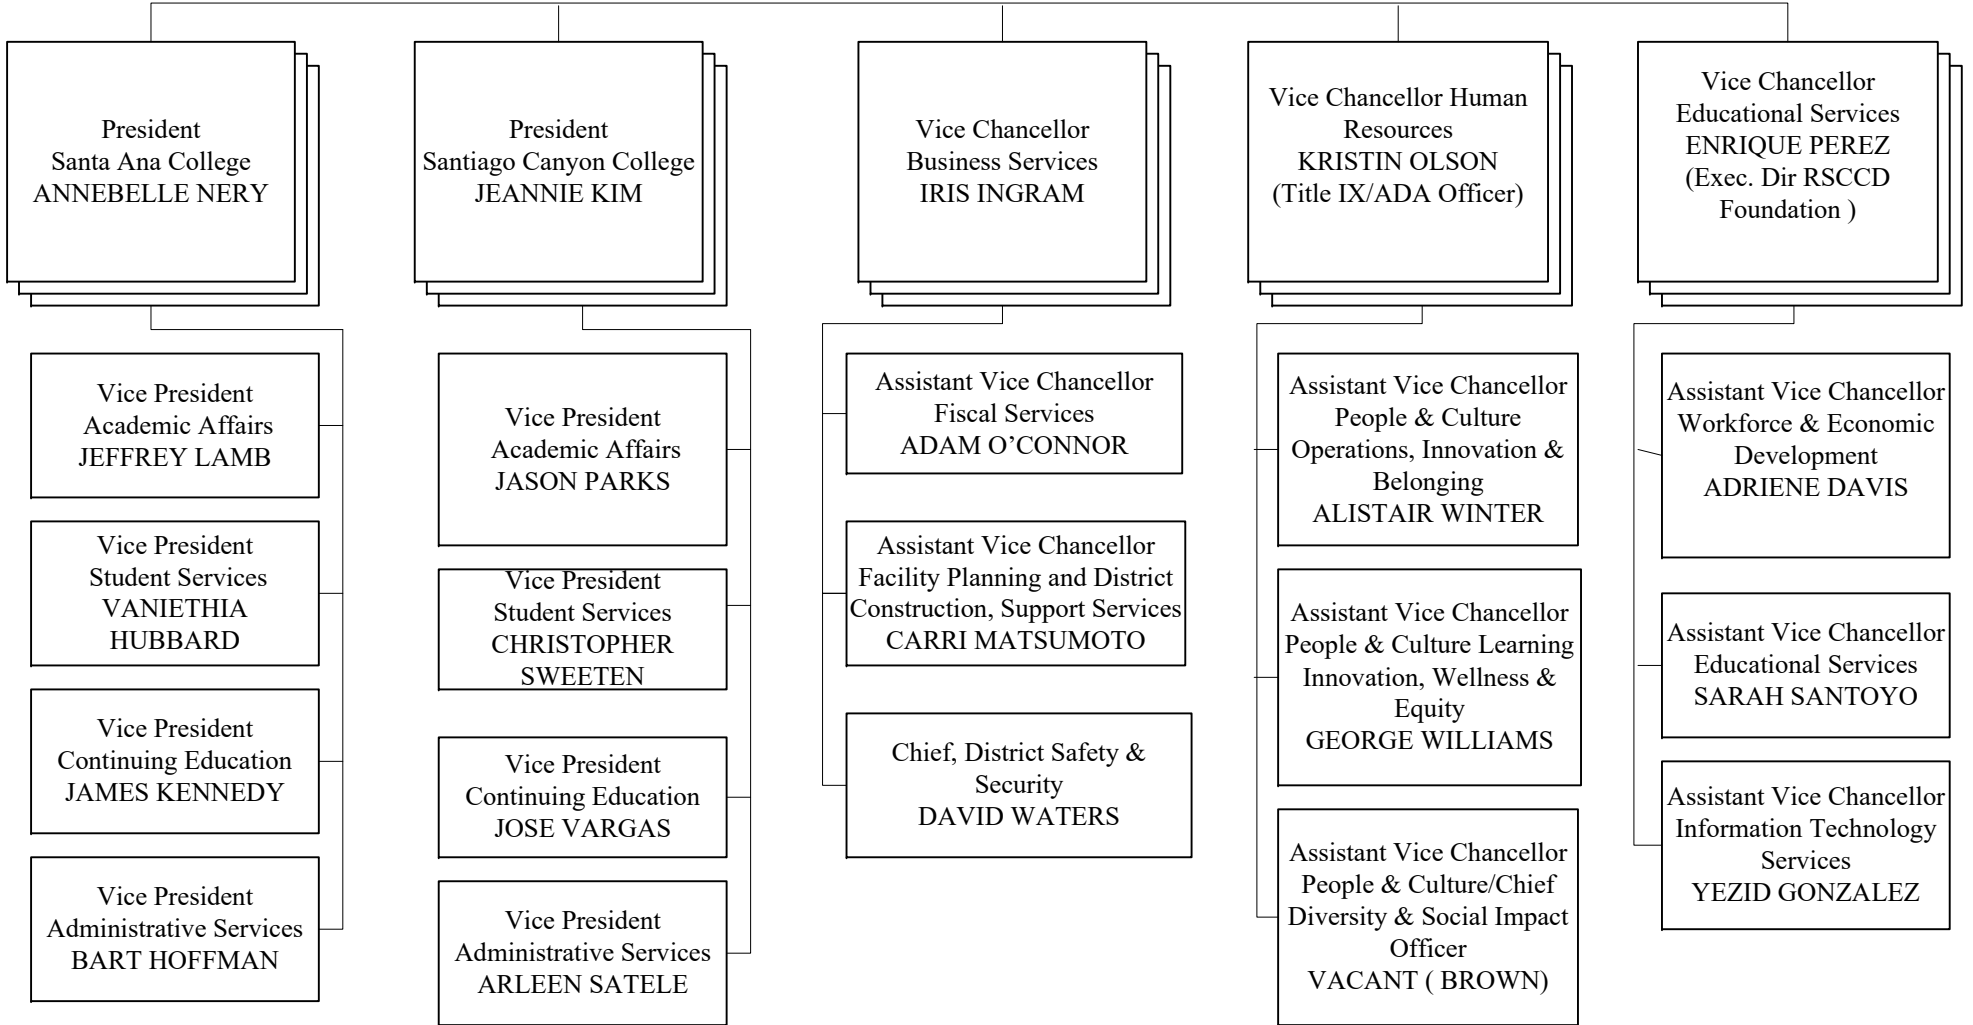 President
Santa Ana College
ANNEBELLE NERY
President
Santiago Canyon College
JEANNIE KIM
Vice Chancellor
Business Services
IRIS INGRAM
Vice Chancellor Human
Resources
KRISTIN OLSON
(Title IX/ADA Officer)
Vice Chancellor
Educational Services
ENRIQUE PEREZ
(Exec. Dir RSCCD
Foundation )
Vice President
Academic Affairs
JEFFREY LAMB
Vice President
Student Services
VANIETHIA
HUBBARD
Vice President
Continuing Education
JAMES KENNEDY
Vice President
Administrative Services
BART HOFFMAN
Vice President
Academic Affairs
JASON PARKS
Vice President
Student Services
CHRISTOPHER
SWEETEN
Vice President
Continuing Education
JOSE VARGAS
Vice President
Administrative Services
ARLEEN SATELE
Assistant Vice Chancellor
Fiscal Services
ADAM O’CONNOR
Assistant Vice Chancellor
Facility Planning and District
Construction, Support Services
CARRI MATSUMOTO
Chief, District Safety &
Security
DAVID WATERS
Assistant Vice Chancellor
People & Culture
Operations, Innovation &
Belonging
ALISTAIR WINTER
Assistant Vice Chancellor
People & Culture Learning
Innovation, Wellness &
Equity
GEORGE WILLIAMS
Assistant Vice Chancellor
People & Culture/Chief
Diversity & Social Impact
Officer
VACANT ( BROWN)
Assistant Vice Chancellor
Workforce & Economic
Development
ADRIENE DAVIS
Assistant Vice Chancellor
Educational Services
SARAH SANTOYO
Assistant Vice Chancellor
Information Technology
Services
YEZID GONZALEZ